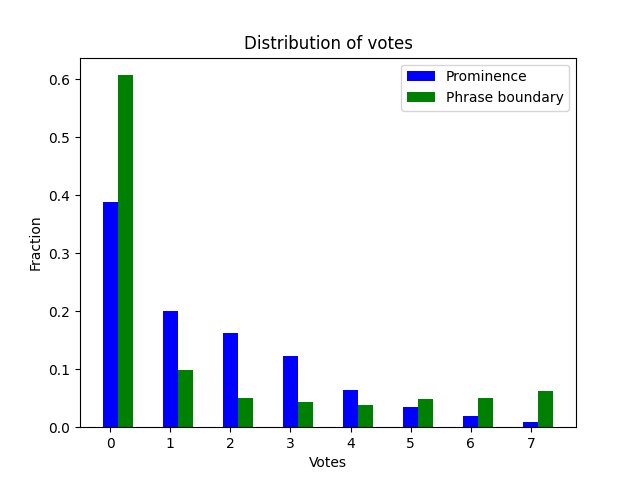 Distribution of votes
Prominence
Phrase boundary
Fraction
0.6
0.5
0.4
0.3
0.2
0.1
0.0
0 1 2 3 4 5 6 7
Votes